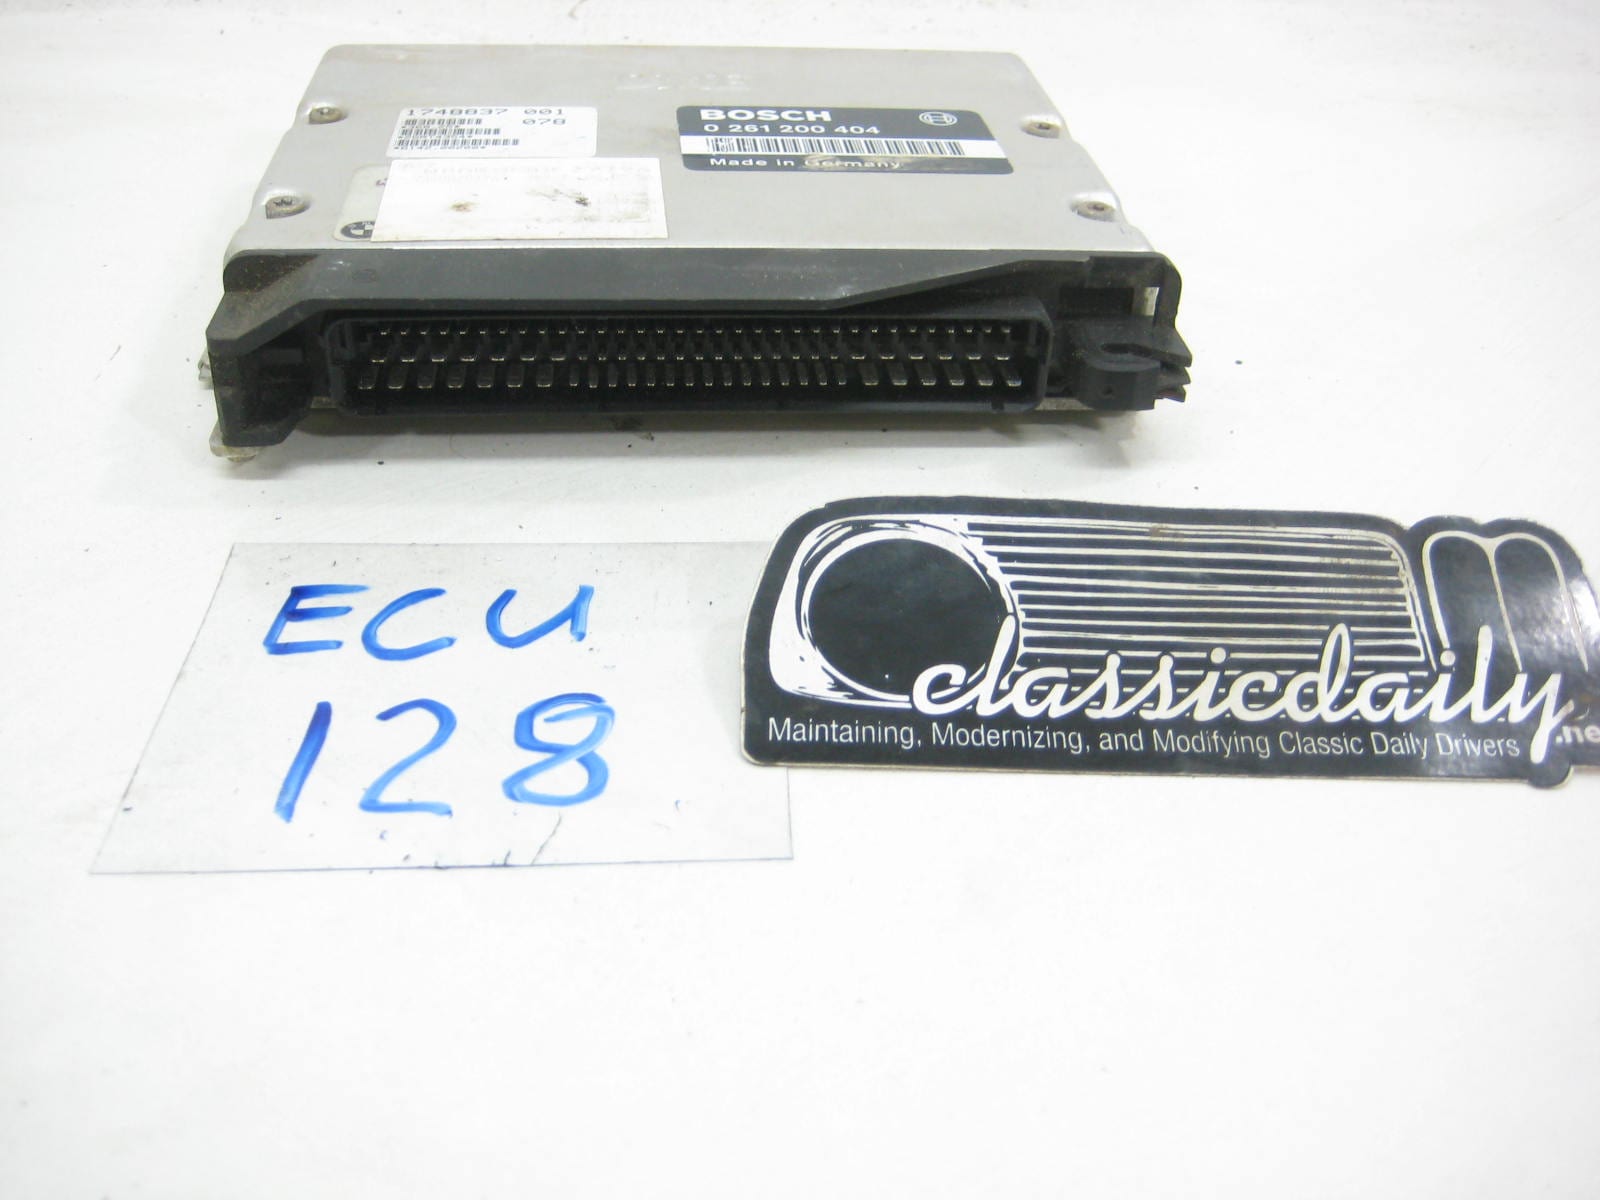 1748837 001
078
BOSCH
0 261 200 404
Made in Germany
ECU
128
classicdaily
.ne
Maintaining, Modernizing, and Modifying Classic Daily Drivers